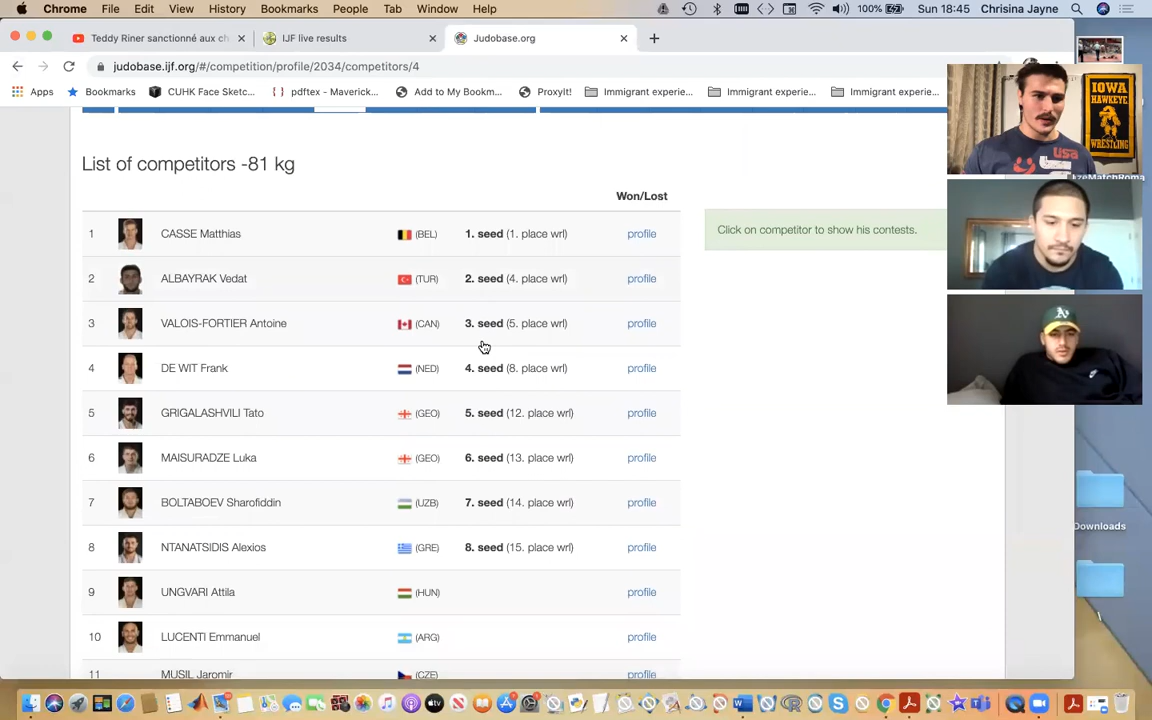 Chrome File Edit View History Bookmarks People Tab Window Help 100% Sun 18:45 Chrisina Jayne
Teddy Riner sanctionné aux ch
IJF live results
Judobase.org
judobase.ijf.org/#/competition/profile/2034/competitors/4
Apps Bookmarks CUHK Face Sketc... pdftex - Maverick... Add to My Bookm... ProxyIt! Immigrant experie... Immigrant experie... Immigrant experie...
IOWA
HAWKEYE
WRESTLING
usa
List of competitors -81 kg
Won/Lost
1 CASSE Matthias (BEL) 1. seed (1. place wrl) profile
Click on competitor to show his contests.
2 ALBAYRAK Vedat (TUR) 2. seed (4. place wrl) profile
3 VALOIS-FORTIER Antoine (CAN) 3. seed (5. place wrl) profile
A's
4 DE WIT Frank (NED) 4. seed (8. place wrl) profile
5 GRIGALASHVILI Tato (GEO) 5. seed (12. place wrl) profile
6 MAISURADZE Luka (GEO) 6. seed (13. place wrl) profile
7 BOLTABOEV Sharofiddin (UZB) 7. seed (14. place wrl) profile
Downloads
8 NTANATSIDIS Alexios (GRE) 8. seed (15. place wrl) profile
9 UNGVARI Attila (HUN) profile
10 LUCENTI Emmanuel (ARG) profile
11 MUSIL Jaromir (CZE) profile